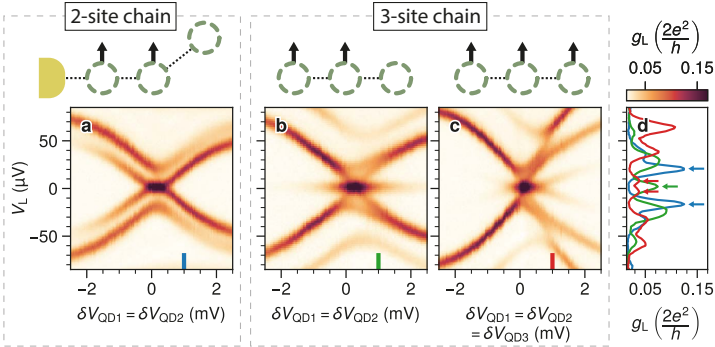 2-site chain
3-site chain
g_L (2e²/h)
0.05 0.15
a
b
c
d
V_L (μV)
50
0
−50
−2 0 2
−2 0 2
−2 0 2
0.05 0.15
δV_QD1 = δV_QD2 (mV)
δV_QD1 = δV_QD2 (mV)
δV_QD1 = δV_QD2
= δV_QD3 (mV)
g_L (2e²/h)